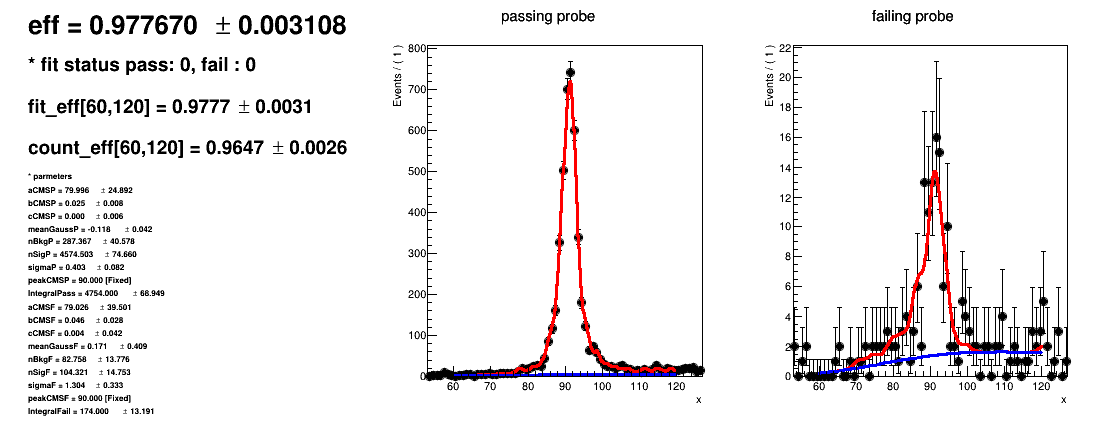 eff = 0.977670 ± 0.003108
* fit status pass: 0, fail : 0
fit_eff[60,120] = 0.9777 ± 0.0031
count_eff[60,120] = 0.9647 ± 0.0026
* parmeters
aCMSP = 79.996 ± 24.892
bCMSP = 0.025 ± 0.008
cCMSP = 0.000 ± 0.006
meanGaussP = -0.118 ± 0.042
nBkgP = 287.367 ± 40.578
nSigP = 4574.503 ± 74.660
sigmaP = 0.403 ± 0.082
peakCMSP = 90.000 [Fixed]
IntegralPass = 4754.000 ± 68.949
aCMSF = 79.026 ± 39.501
bCMSF = 0.046 ± 0.028
cCMSF = 0.004 ± 0.042
meanGaussF = 0.171 ± 0.409
nBkgF = 82.758 ± 13.776
nSigF = 104.321 ± 14.753
sigmaF = 1.304 ± 0.333
peakCMSF = 90.000 [Fixed]
IntegralFail = 174.000 ± 13.191
passing probe
Events / ( 1 )
800
700
600
500
400
300
200
100
0
60 70 80 90 100 110 120
x
failing probe
Events / ( 1 )
22
20
18
16
14
12
10
8
6
4
2
0
60 70 80 90 100 110 120
x